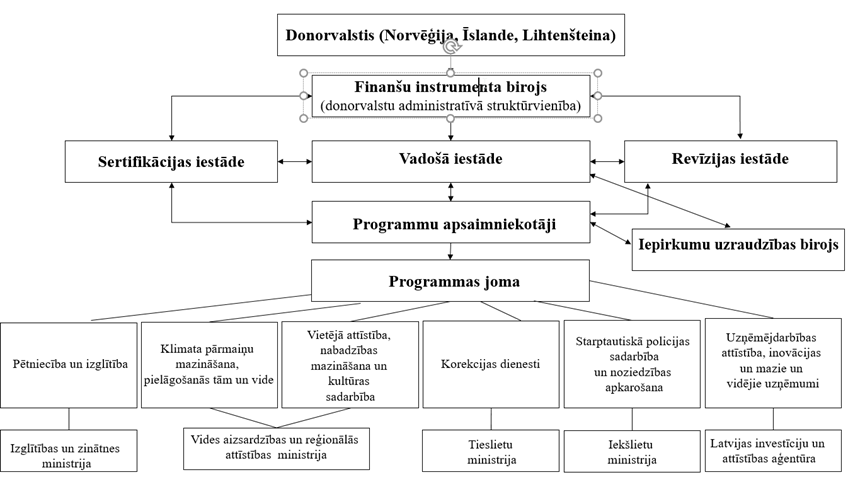 Donorvalstis (Norvēģija, Īslande, Lihtenšteina)
Finanšu instrumenta birojs
(donorvalstu administratīvā struktūrvienība)
Sertifikācijas iestāde
Vadošā iestāde
Revīzijas iestāde
Programmu apsaimniekotāji
Iepirkumu uzraudzības birojs
Programmas joma
Pētniecība un izglītība
Klimata pārmaiņu
mazināšana,
pielāgošanās tām un vide
Vietējā attīstība,
nabadzības
mazināšana un
kultūras
sadarbība
Korekcijas dienesti
Starptautiskā policijas
sadarbība
un noziedzības
apkarošana
Uzņēmējdarbības
attīstība, inovācijas
un mazie un
vidējie uzņēmumi
Izglītības un zinātnes
ministrija
Vides aizsardzības un reģionālās
attīstības ministrija
Tieslietu
ministrija
Iekšlietu
ministrija
Latvijas investīciju un
attīstības aģentūra